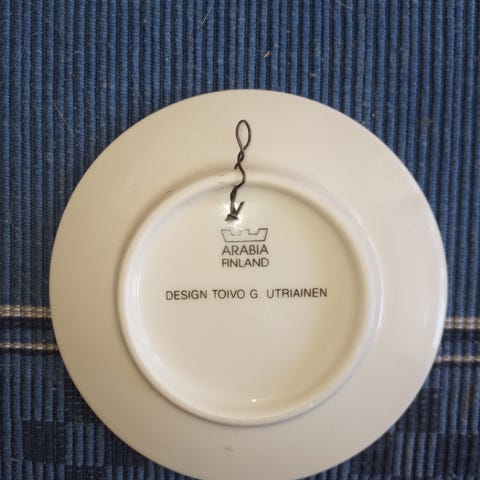 ARABIA
FINLAND
DESIGN TOIVO G. UTRIAINEN